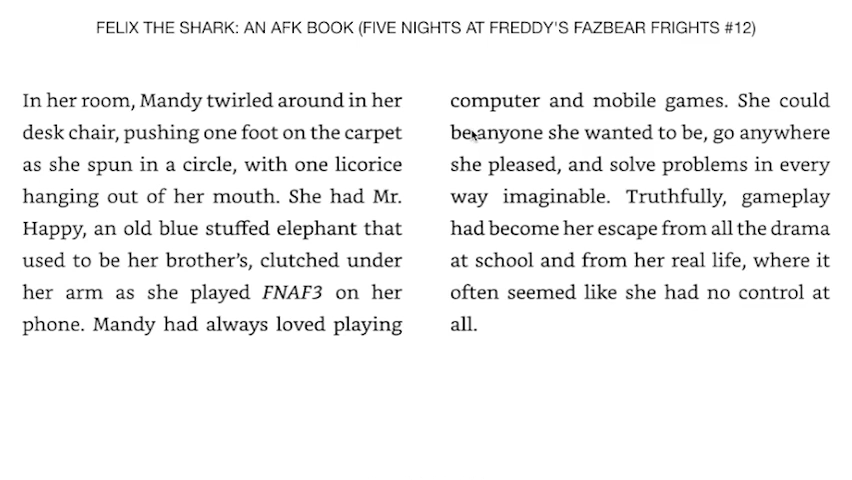 FELIX THE SHARK: AN AFK BOOK (FIVE NIGHTS AT FREDDY'S FAZBEAR FRIGHTS #12)
In her room, Mandy twirled around in her
desk chair, pushing one foot on the carpet
as she spun in a circle, with one licorice
hanging out of her mouth. She had Mr.
Happy, an old blue stuffed elephant that
used to be her brother's, clutched under
her arm as she played FNAF3 on her
phone. Mandy had always loved playing
computer and mobile games. She could
be anyone she wanted to be, go anywhere
she pleased, and solve problems in every
way imaginable. Truthfully, gameplay
had become her escape from all the drama
at school and from her real life, where it
often seemed like she had no control at
all.